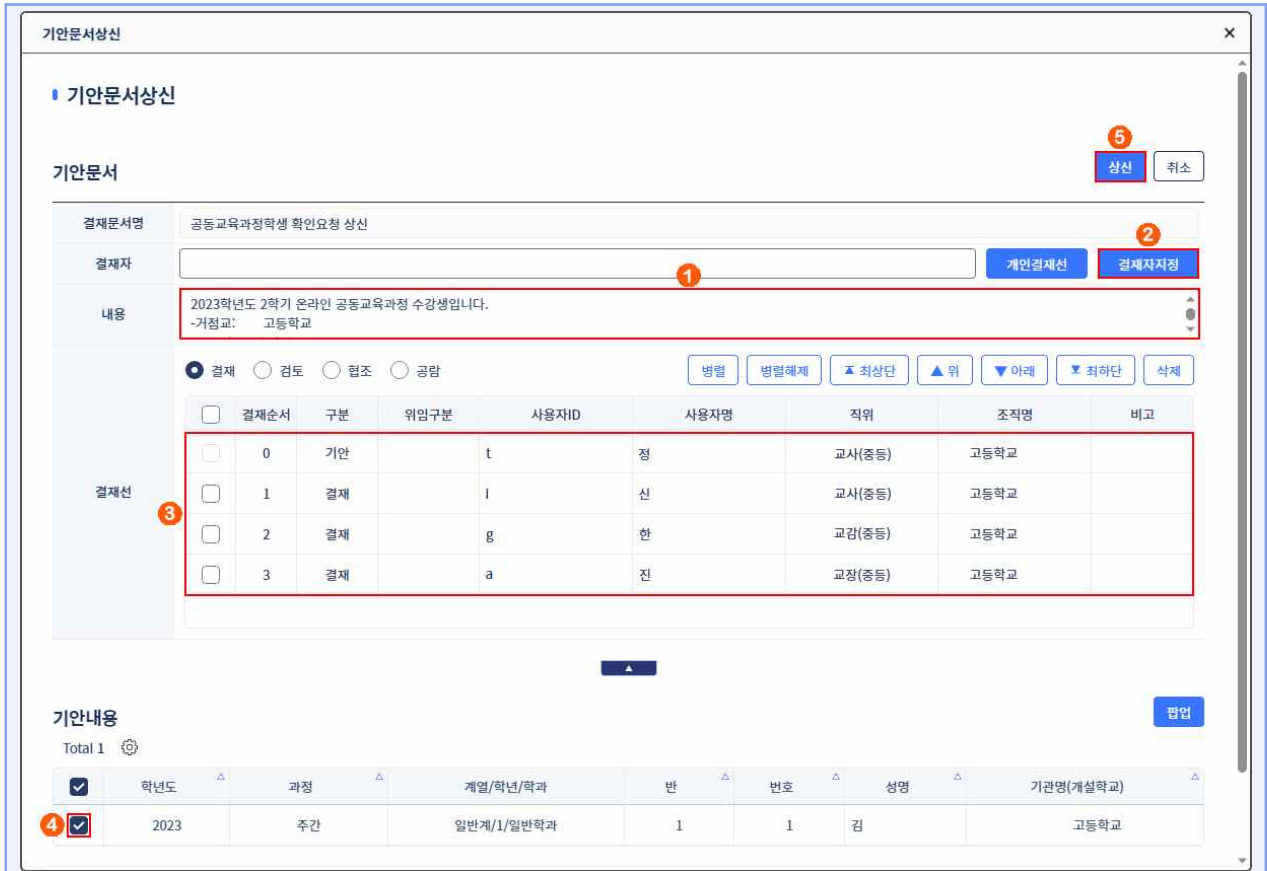 기안문서상신 ×
기안문서상신
5
기안문서 상신 취소
결재문서명 공동교육과정학생 확인요청 상신
2
결재자 개인결재선 결재자지정
1
내용 2023학년도 2학기 온라인 공동교육과정 수강생입니다.
-거점교: 고등학교
결재 검토 협조 공람 병렬 병렬해제 최상단 위 아래 최하단 삭제
결재순서 구분 위임구분 사용자ID 사용자명 직위 조직명 비고
0 기안 t 정 교사(중등) 고등학교
결재선 1 결재 i 신 교사(중등) 고등학교
3
2 결재 g 한 교감(중등) 고등학교
3 결재 a 진 교장(중등) 고등학교
기안내용 팝업
Total 1
학년도 과정 계열/학년/학과 반 번호 성명 기관명(개설학교)
4 2023 주간 일반계/1/일반학과 1 1 김 고등학교